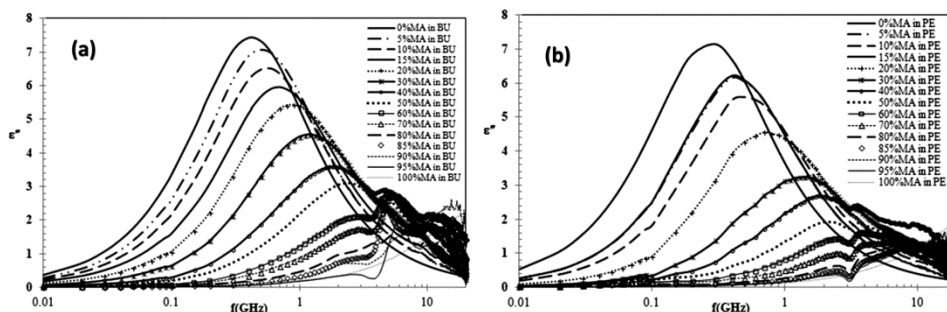 (a)
ε"
8
7
6
5
4
3
2
1
0
0.01
0.1
1
10
f(GHz)
0%MA in BU
5%MA in BU
10%MA in BU
15%MA in BU
20%MA in BU
30%MA in BU
40%MA in BU
50%MA in BU
60%MA in BU
70%MA in BU
80%MA in BU
85%MA in BU
90%MA in BU
95%MA in BU
100%MA in BU
(b)
ε"
8
7
6
5
4
3
2
1
0
0.01
0.1
1
10
f(GHz)
0%MA in PE
5%MA in PE
10%MA in PE
15%MA in PE
20%MA in PE
30%MA in PE
40%MA in PE
50%MA in PE
60%MA in PE
70%MA in PE
80%MA in PE
85%MA in PE
90%MA in PE
95%MA in PE
100%MA in PE